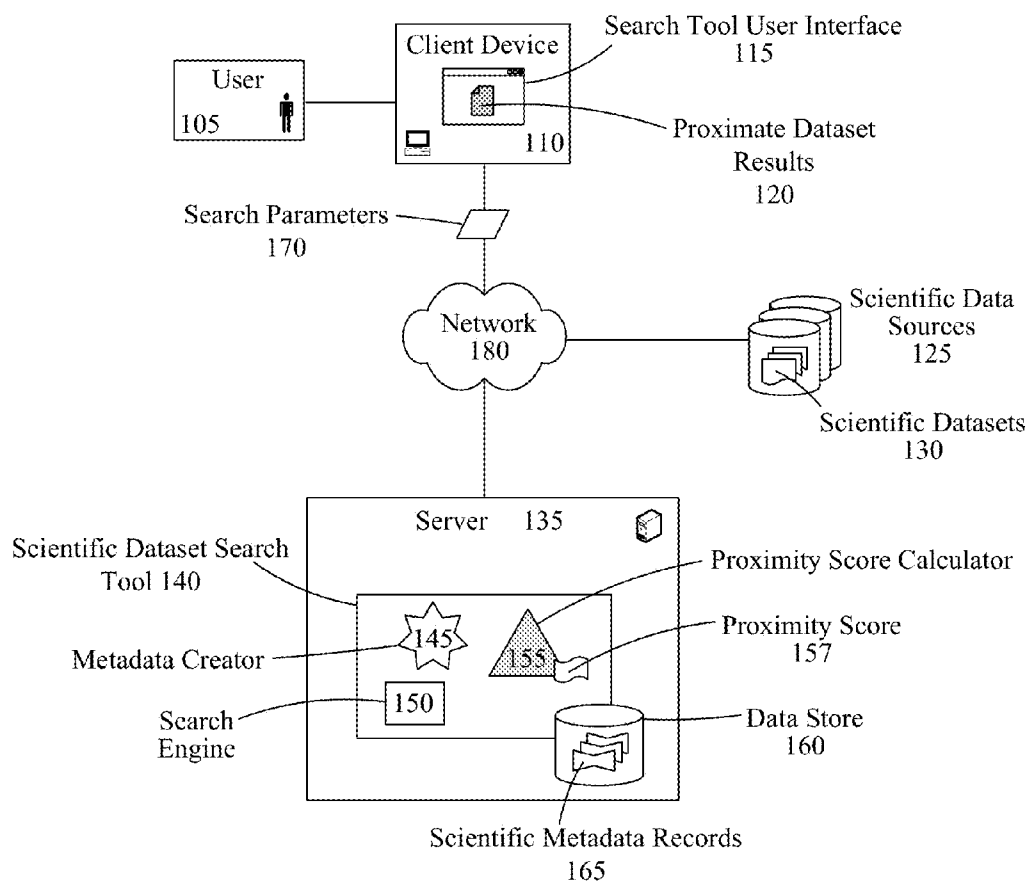 Search Tool User Interface
115
Client Device
User
105
110
Proximate Dataset
Results
120
Search Parameters
170
Network
180
Scientific Data
Sources
125
Scientific Datasets
130
Server 135
Scientific Dataset Search
Tool 140
Proximity Score Calculator
145
155
Proximity Score
157
Metadata Creator
150
Search
Engine
Data Store
160
Scientific Metadata Records
165